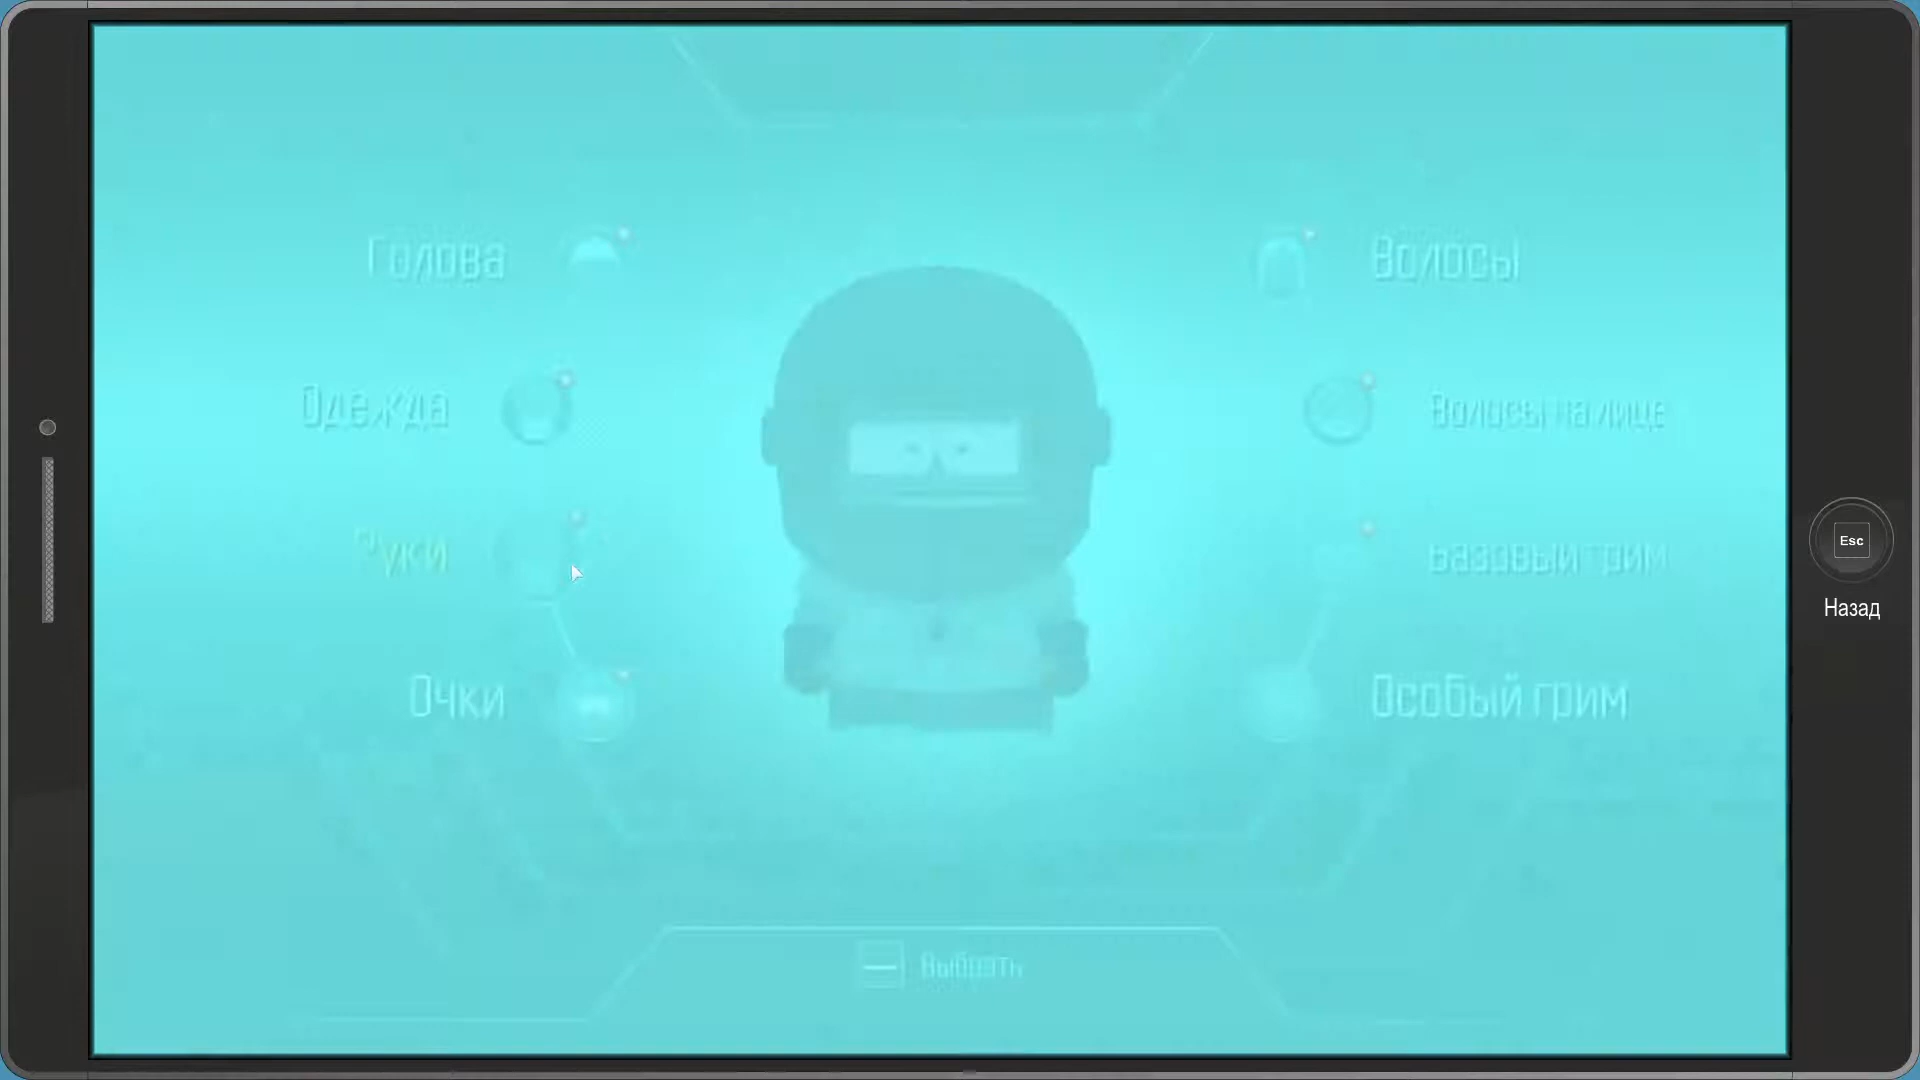 Голова
Волосы
Одежда
Волосы на лице
Руки
Базовый грим
Esc
Назад
Очки
Особый грим
Выбрать